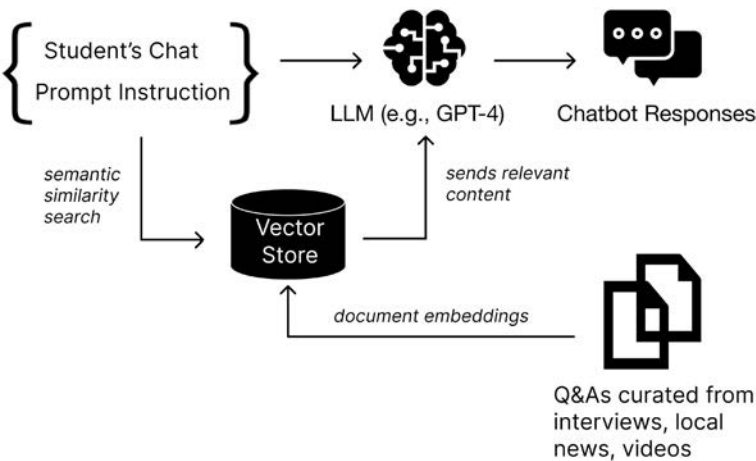 Student's Chat
Prompt Instruction
LLM (e.g., GPT-4)
Chatbot Responses
semantic
similarity
search
sends relevant
content
Vector
Store
document embeddings
Q&As curated from
interviews, local
news, videos